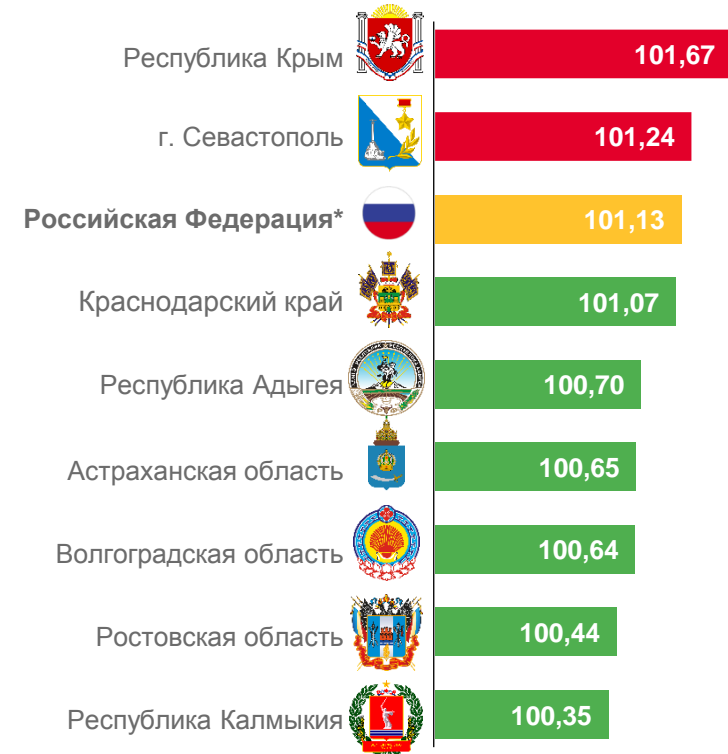 Республика Крым 101,67
г. Севастополь 101,24
Российская Федерация* 101,13
Краснодарский край 101,07
Республика Адыгея 100,70
Астраханская область 100,65
Волгоградская область 100,64
Ростовская область 100,44
Республика Калмыкия 100,35